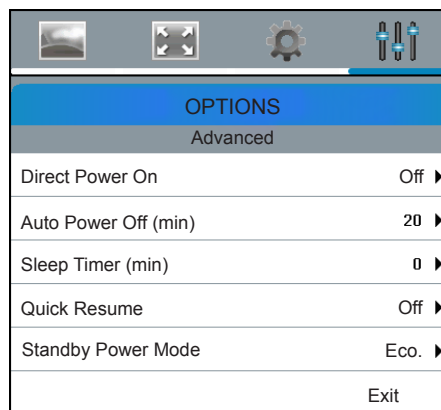 OPTIONS
Advanced
Direct Power On Off
Auto Power Off (min) 20
Sleep Timer (min) 0
Quick Resume Off
Standby Power Mode Eco.
Exit